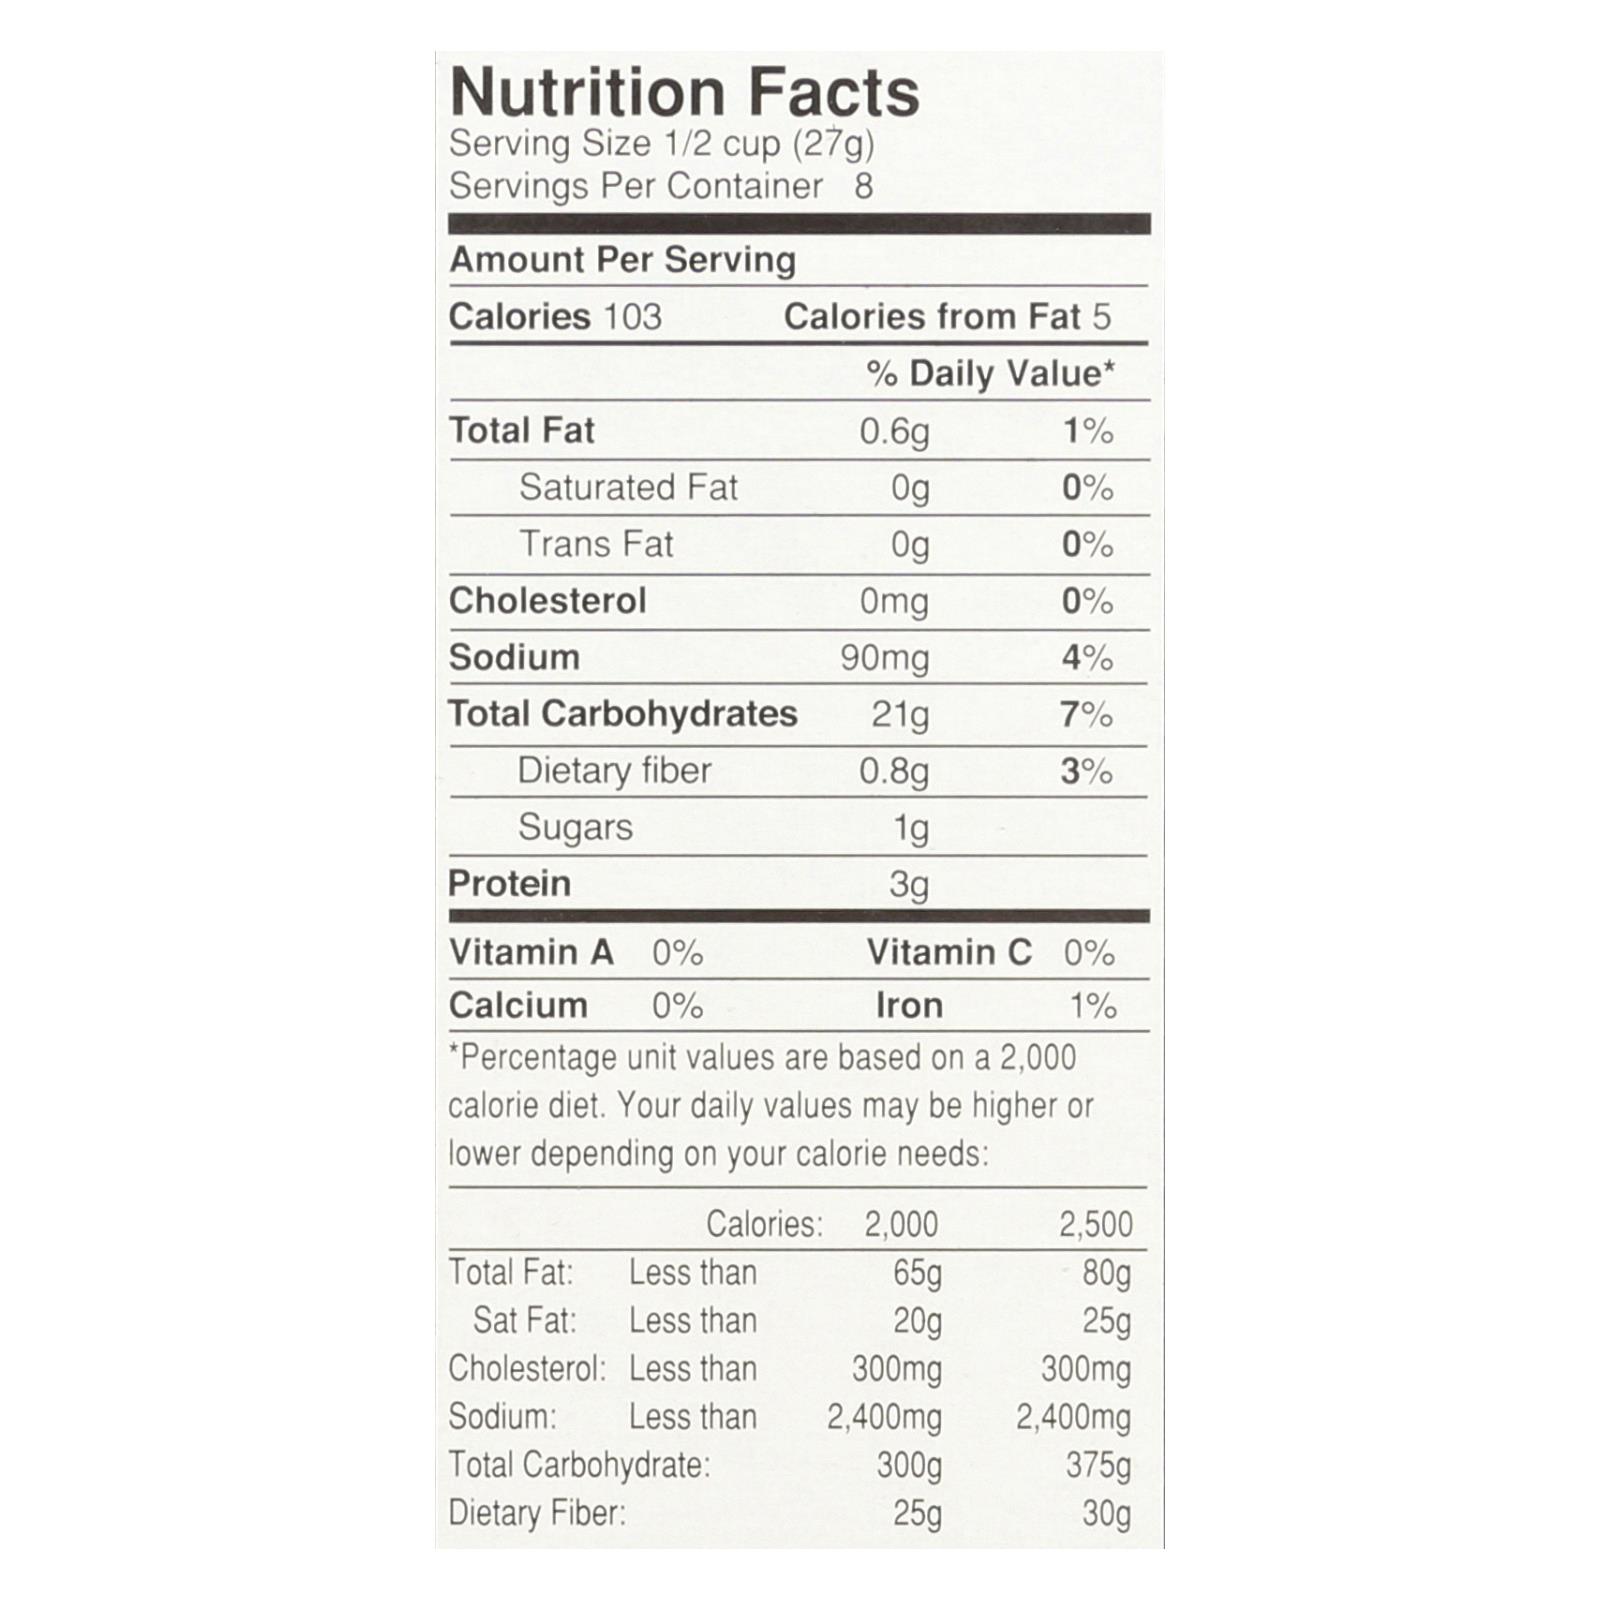 Nutrition Facts
Serving Size 1/2 cup (27g)
Servings Per Container 8
Amount Per Serving
Calories 103 Calories from Fat 5
% Daily Value*
Total Fat 0.6g 1%
Saturated Fat 0g 0%
Trans Fat 0g 0%
Cholesterol 0mg 0%
Sodium 90mg 4%
Total Carbohydrates 21g 7%
Dietary fiber 0.8g 3%
Sugars 1g
Protein 3g
Vitamin A 0% Vitamin C 0%
Calcium 0% Iron 1%
*Percentage unit values are based on a 2,000
calorie diet. Your daily values may be higher or
lower depending on your calorie needs:
Calories: 2,000 2,500
Total Fat: Less than 65g 80g
Sat Fat: Less than 20g 25g
Cholesterol: Less than 300mg 300mg
Sodium: Less than 2,400mg 2,400mg
Total Carbohydrate: 300g 375g
Dietary Fiber: 25g 30g